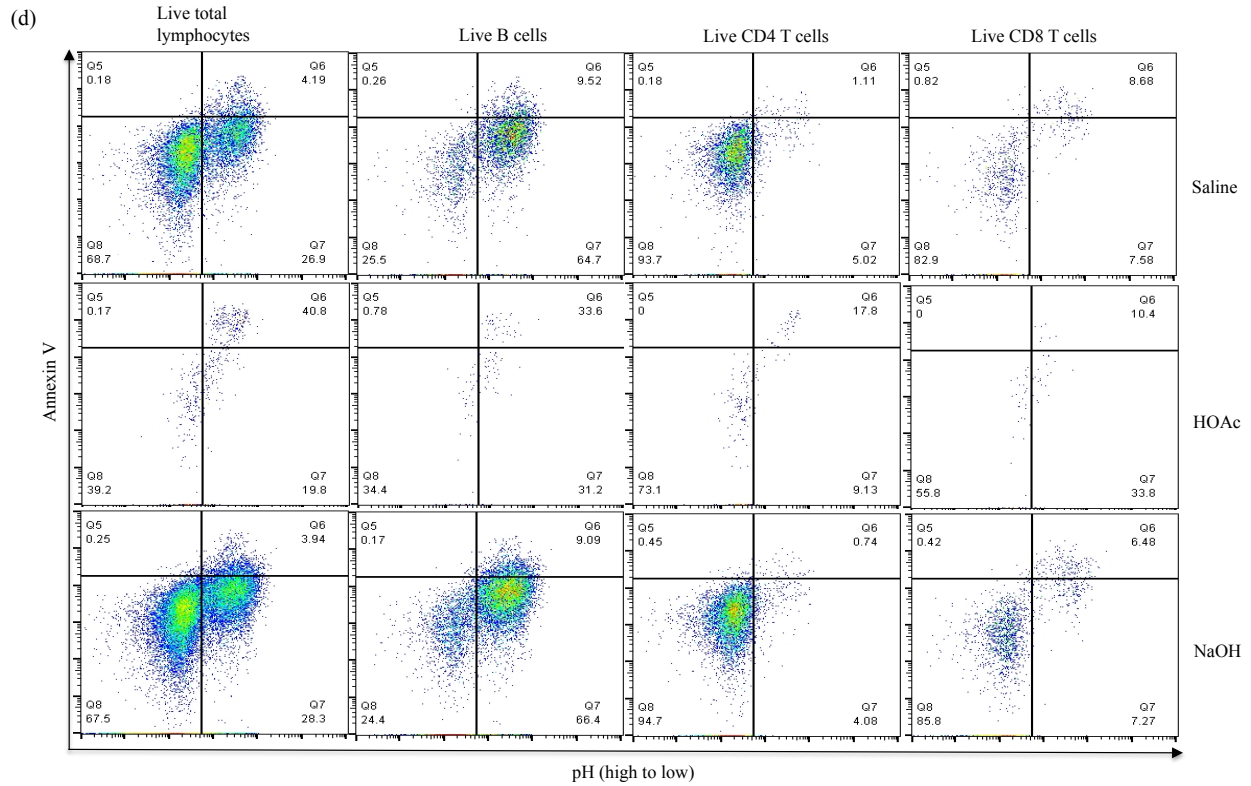 (d)
Live total
lymphocytes
Live B cells
Live CD4 T cells
Live CD8 T cells
Q5
0.18
Q6
4.19
Q8
68.7
Q7
26.9
Q5
0.26
Q6
9.52
Q8
25.5
Q7
64.7
Q5
0.18
Q6
1.11
Q8
93.7
Q7
5.02
Q5
0.82
Q6
8.68
Q8
82.9
Q7
7.58
Saline
Q5
0.17
Q6
40.8
Q8
39.2
Q7
19.8
Q5
0.78
Q6
33.6
Q8
34.4
Q7
31.2
Q5
0
Q6
17.8
Q8
73.1
Q7
9.13
Q5
0
Q6
10.4
Q8
55.8
Q7
33.8
HOAc
Q5
0.25
Q6
3.94
Q8
67.5
Q7
28.3
Q5
0.17
Q6
9.09
Q8
24.4
Q7
66.4
Q5
0.45
Q6
0.74
Q8
94.7
Q7
4.08
Q5
0.42
Q6
6.48
Q8
85.8
Q7
7.27
NaOH
Annexin V
pH (high to low)